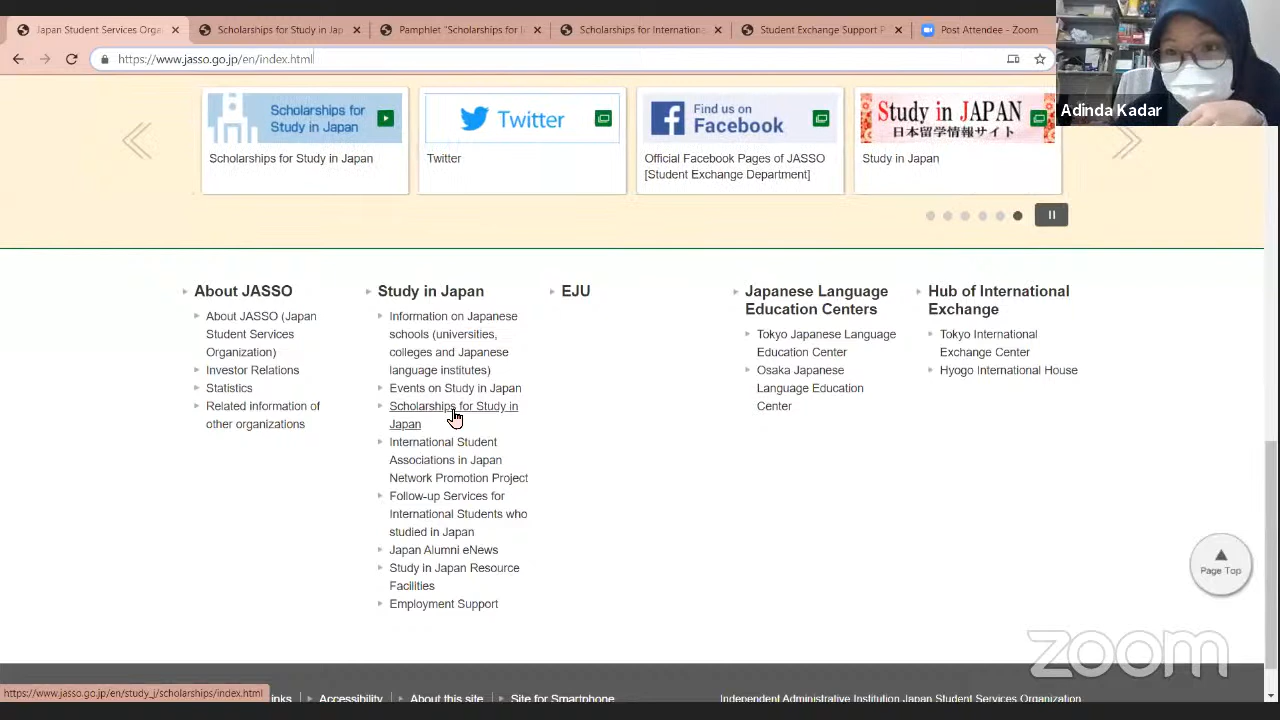 Japan Student Services Orga
Scholarships for Study in Jap
Pamphlet "Scholarships for I
Scholarships for Internation
Student Exchange Support P
Post Attendee - Zoom
https://www.jasso.go.jp/en/index.html
Adinda Kadar
Scholarships for
Study in Japan
Scholarships for Study in Japan
Twitter
Twitter
Find us on
Facebook
Official Facebook Pages of JASSO
[Student Exchange Department]
Study in JAPAN
日本留学情報サイト
Study in Japan
About JASSO
About JASSO (Japan
Student Services
Organization)
Investor Relations
Statistics
Related information of
other organizations
Study in Japan
Information on Japanese
schools (universities,
colleges and Japanese
language institutes)
Events on Study in Japan
Scholarships for Study in
Japan
International Student
Associations in Japan
Network Promotion Project
Follow-up Services for
International Students who
studied in Japan
Japan Alumni eNews
Study in Japan Resource
Facilities
Employment Support
EJU
Japanese Language
Education Centers
Tokyo Japanese Language
Education Center
Osaka Japanese
Language Education
Center
Hub of International
Exchange
Tokyo International
Exchange Center
Hyogo International House
Page Top
zoom
https://www.jasso.go.jp/en/study_j/scholarships/index.html
inks
Accessibility
About this site
Site for Smartphone
Independent Administrative Institution Japan Student Services Organization